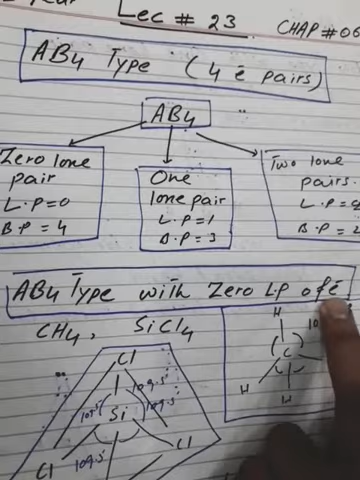 Lec # 23
CHAP # 06
AB4 Type ( 4 ē pairs )
AB4
Zero lone
pair
L.P = 0
B.P = 4
One
lone pair
L.P = 1
B.P = 3
Two lone
pairs.
L.P =
B.P = 2
AB4 Type with Zero LP of ē
CH4, SiCl4
Cl
109.5°
109.5°
Si
109.5°
Cl
Cl
109.5°
H
C
H
H